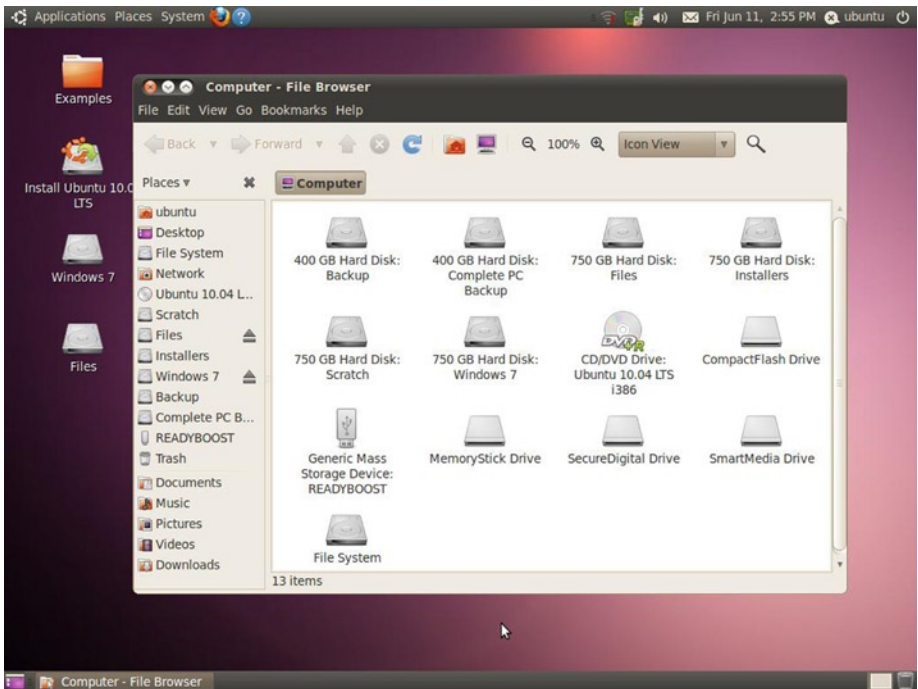 Applications Places System
Fri Jun 11, 2:55 PM ubuntu
Examples
Install Ubuntu 10.0
LTS
Windows 7
Files
Computer - File Browser
File Edit View Go Bookmarks Help
Back Forward 100% Icon View
Places
Computer
ubuntu
Desktop
File System
Network
Ubuntu 10.04 L...
Scratch
Files
Installers
Windows 7
Backup
Complete PC B...
READYBOOST
Trash
Documents
Music
Pictures
Videos
Downloads
400 GB Hard Disk:
Backup
400 GB Hard Disk:
Complete PC
Backup
750 GB Hard Disk:
Files
750 GB Hard Disk:
Installers
750 GB Hard Disk:
Scratch
750 GB Hard Disk:
Windows 7
DVD-R
CD/DVD Drive:
Ubuntu 10.04 LTS
i386
CompactFlash Drive
Generic Mass
Storage Device:
READYBOOST
MemoryStick Drive
SecureDigital Drive
SmartMedia Drive
File System
13 items
Computer - File Browser